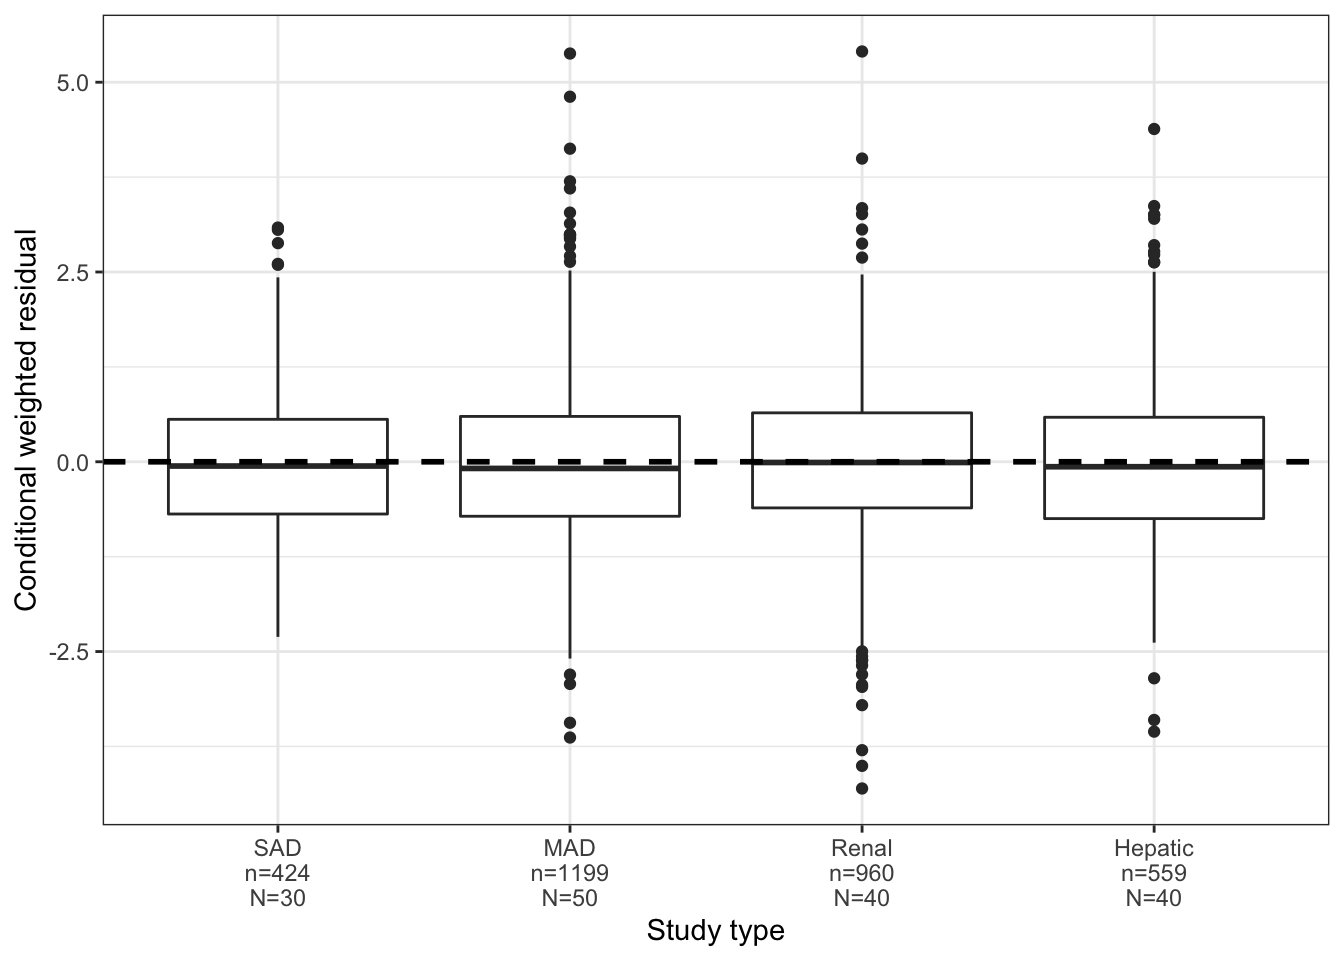 Conditional weighted residual
5.0
2.5
0.0
-2.5
SAD
n=424
N=30
MAD
n=1199
N=50
Renal
n=960
N=40
Hepatic
n=559
N=40
Study type